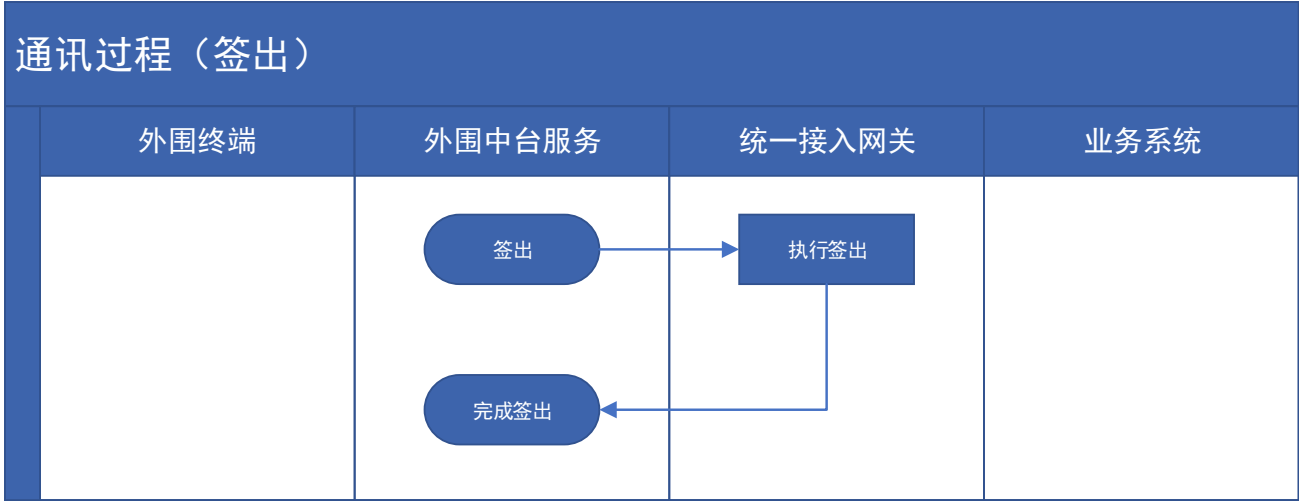 通讯过程（签出）
外围终端
外围中台服务
统一接入网关
业务系统
签出
执行签出
完成签出